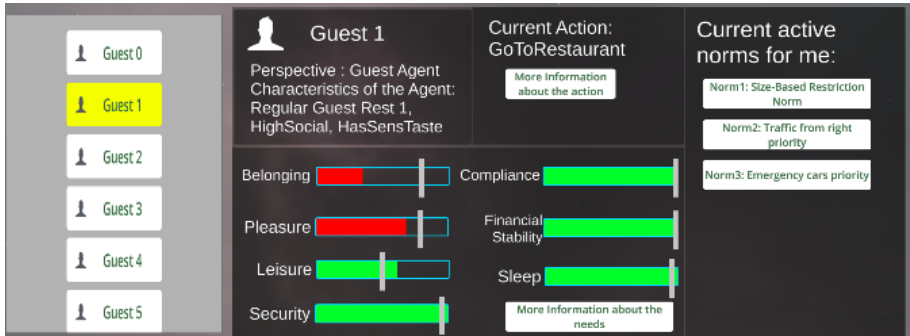 Guest 0
Guest 1
Guest 2
Guest 3
Guest 4
Guest 5
Guest 1
Perspective : Guest Agent
Characteristics of the Agent:
Regular Guest Rest 1,
HighSocial, HasSensTaste
Current Action:
GoToRestaurant
More Information
about the action
Current active
norms for me:
Norm1: Size-Based Restriction
Norm
Norm2: Traffic from right
priority
Norm3: Emergency cars priority
Belonging
Pleasure
Leisure
Security
Compliance
Financial
Stability
Sleep
More Information about the
needs